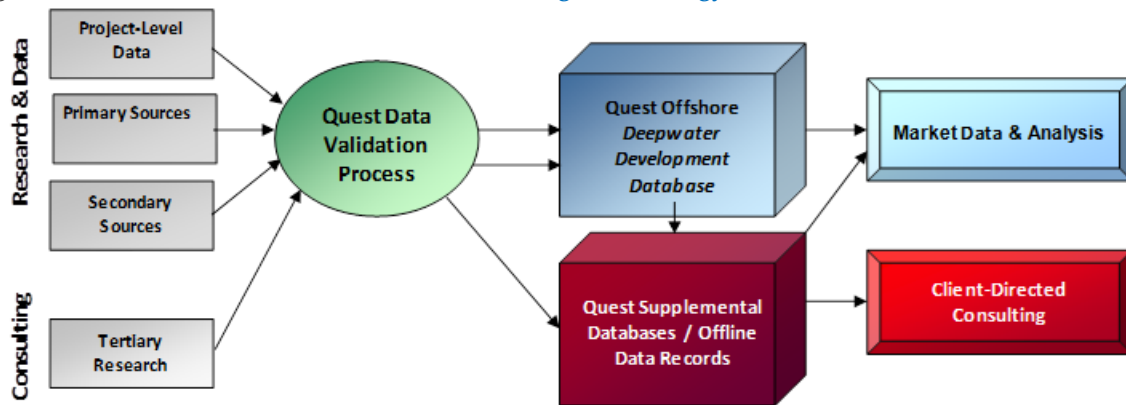 Research & Data
Project-Level
Data
Primary Sources
Secondary
Sources
Consulting
Tertiary
Research
Quest Data
Validation
Process
Quest Offshore
Deepwater
Development
Database
Quest Supplemental
Databases / Offline
Data Records
Market Data & Analysis
Client-Directed
Consulting